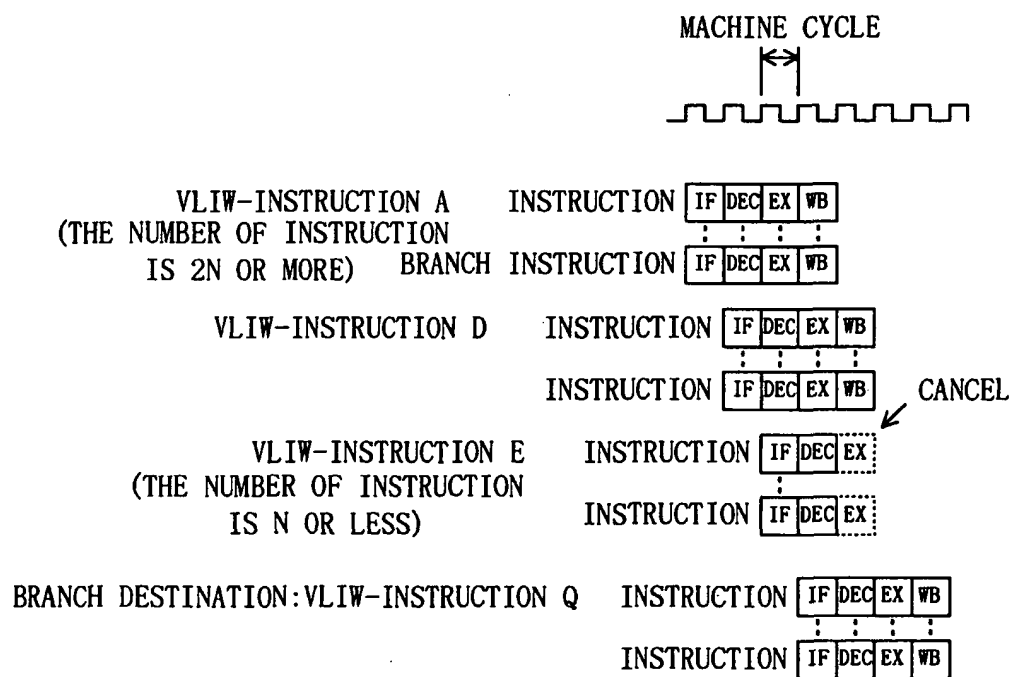 MACHINE CYCLE
VLIW-INSTRUCTION A INSTRUCTION IF DEC EX WB
(THE NUMBER OF INSTRUCTION
IS 2N OR MORE) BRANCH INSTRUCTION IF DEC EX WB
VLIW-INSTRUCTION D INSTRUCTION IF DEC EX WB
INSTRUCTION IF DEC EX WB
CANCEL
VLIW-INSTRUCTION E INSTRUCTION IF DEC EX
(THE NUMBER OF INSTRUCTION
IS N OR LESS) INSTRUCTION IF DEC EX
BRANCH DESTINATION:VLIW-INSTRUCTION Q INSTRUCTION IF DEC EX WB
INSTRUCTION IF DEC EX WB